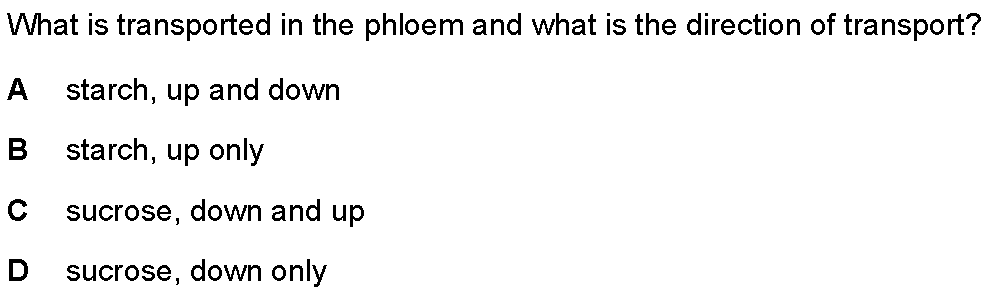 What is transported in the phloem and what is the direction of transport?
A starch, up and down
B starch, up only
C sucrose, down and up
D sucrose, down only